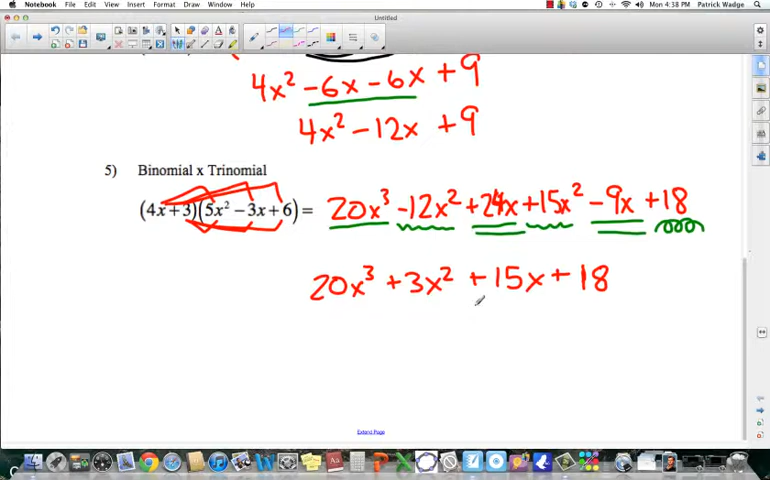 Notebook File Edit View Insert Format Draw Window Help Mon 4:38 PM Patrick Wadge
Untitled
4x² -6x -6x +9
4x² -12x +9
5) Binomial x Trinomial
(4x+3)(5x² − 3x + 6) = 20x³ -12x² +24x +15x² -9x +18
20x³ +3x² +15x +18
Extend Page